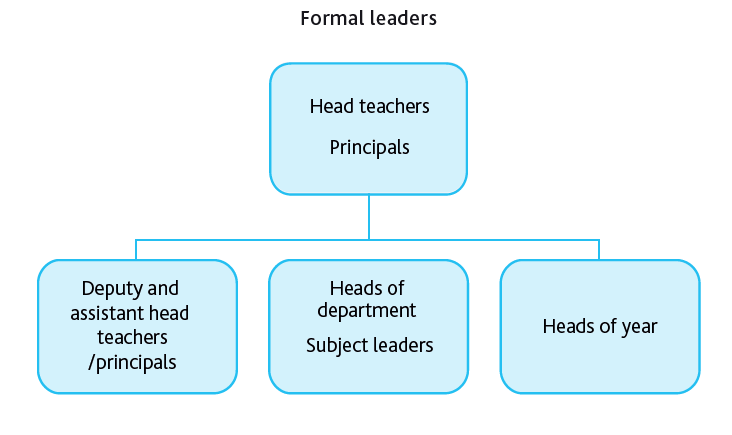 Formal leaders
Head teachers
Principals
Deputy and
assistant head
teachers
/principals
Heads of
department
Subject leaders
Heads of year